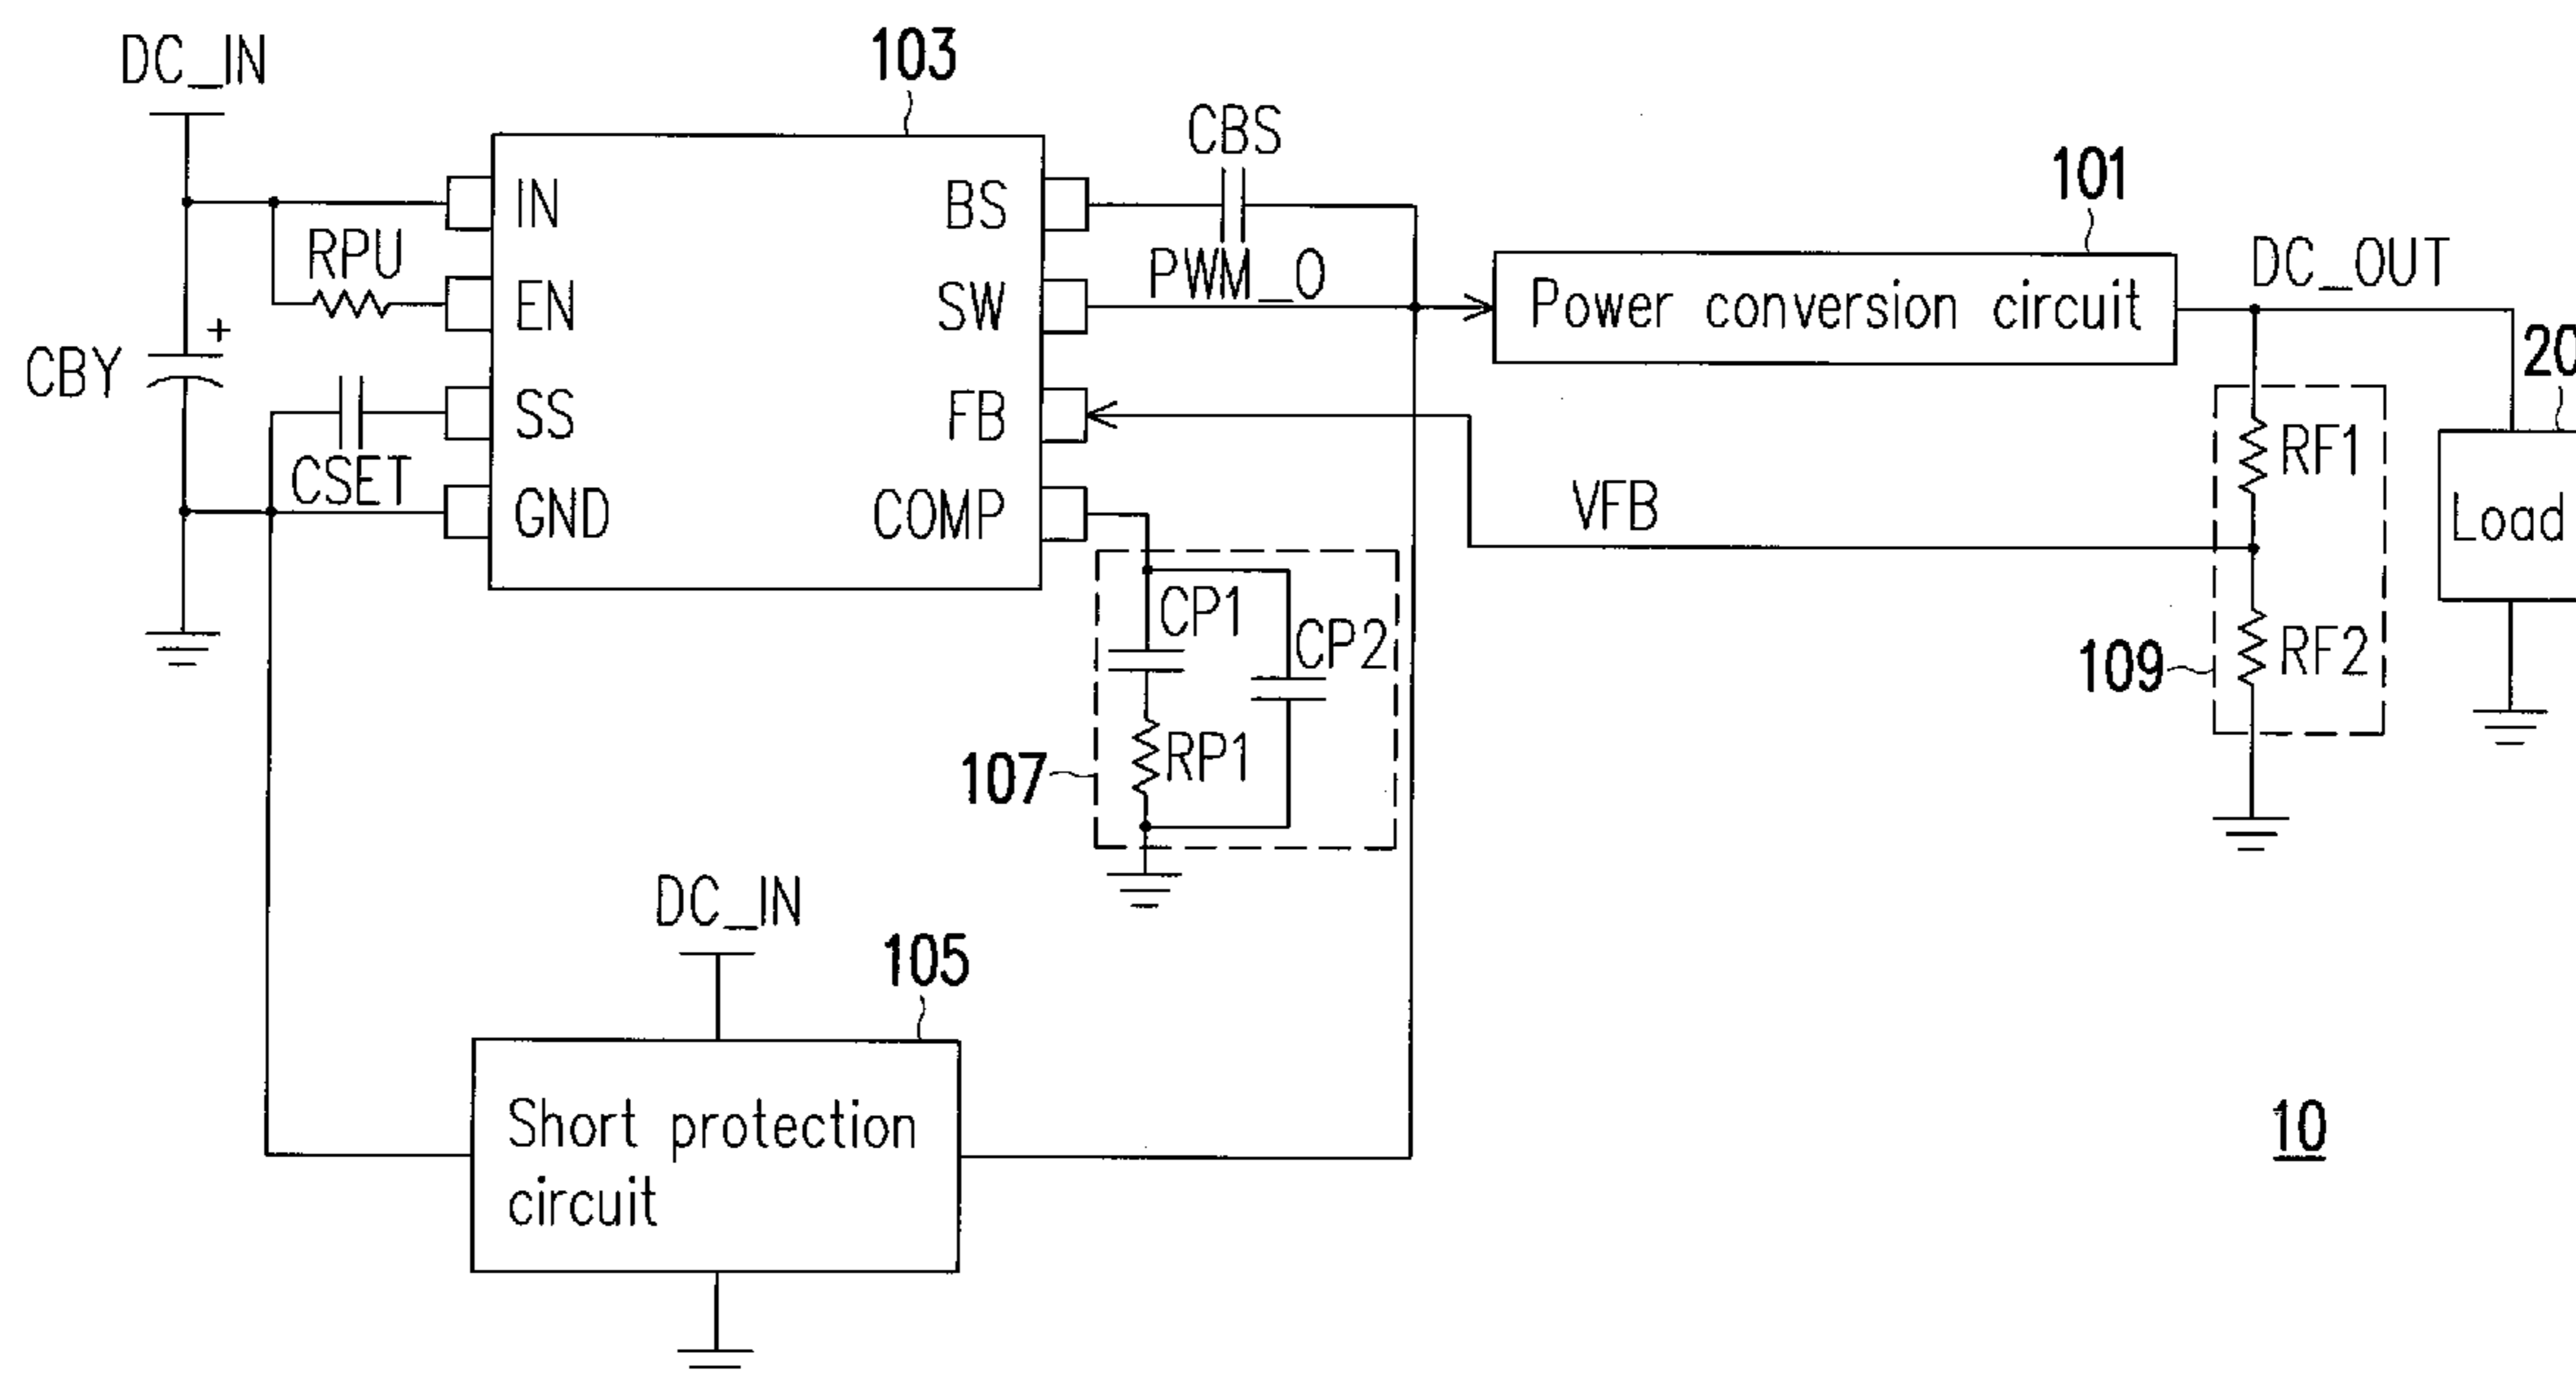 DC_IN
103
CBS
101
IN
BS
RPU
PWM_O
DC_OUT
EN
SW
Power conversion circuit
+
CBY
20
SS
FB
RF1
CSET
VFB
Load
GND
COMP
CP1
CP2
109
RF2
107
RP1
DC_IN
105
Short protection
circuit
10